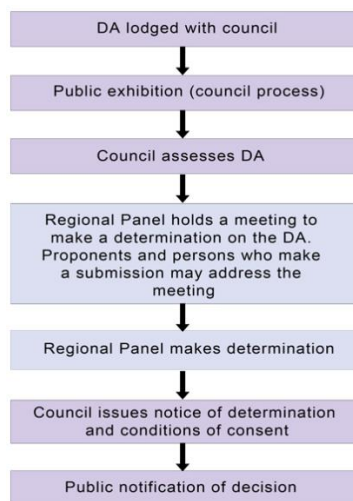 DA lodged with council
Public exhibition (council process)
Council assesses DA
Regional Panel holds a meeting to
make a determination on the DA.
Proponents and persons who make
a submission may address the
meeting
Regional Panel makes determination
Council issues notice of determination
and conditions of consent
Public notification of decision